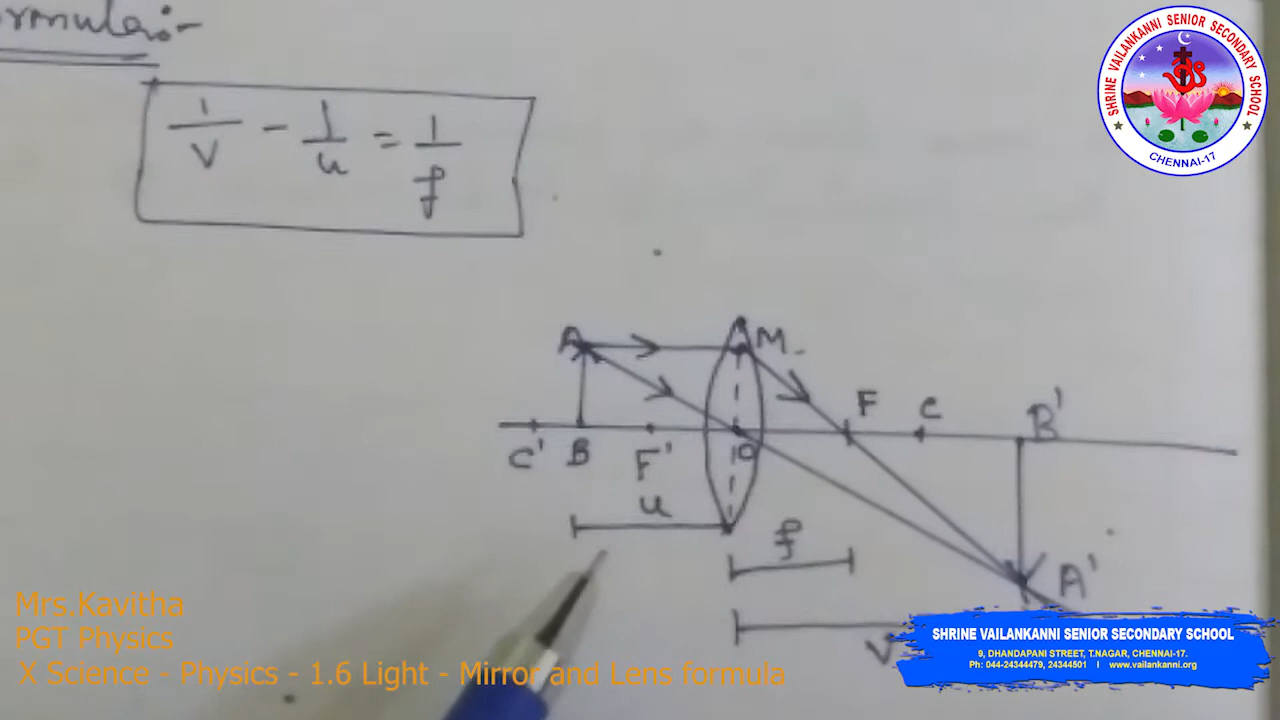 SHRINE VAILANKANNI SENIOR SECONDARY SCHOOL
CHENNAI-17
1/v - 1/u = 1/f
A M
F C B'
C' B F' O
u
f
A'
v
Mrs.Kavitha
PGT Physics
X Science - Physics - 1.6 Light - Mirror and Lens formula
SHRINE VAILANKANNI SENIOR SECONDARY SCHOOL
9, DHANDAPANI STREET, T.NAGAR, CHENNAI-17.
Ph: 044-24344479, 24344501 I www.vailankanni.org